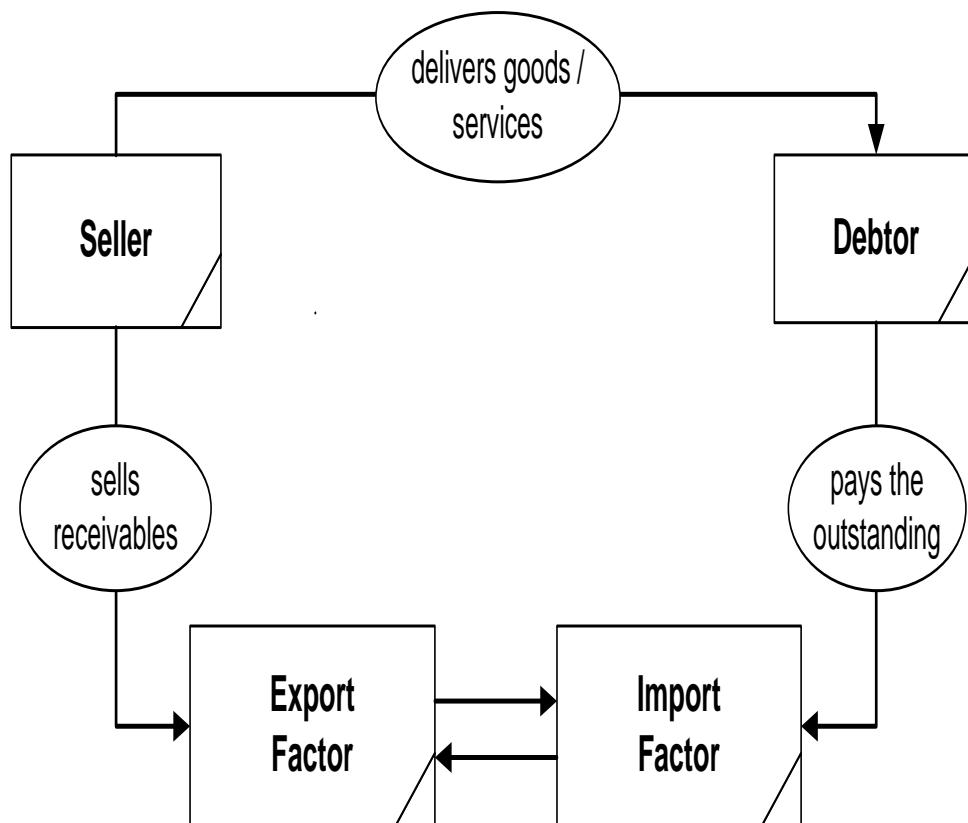 delivers goods /
services
Seller
Debtor
sells
receivables
pays the
outstanding
Export
Factor
Import
Factor